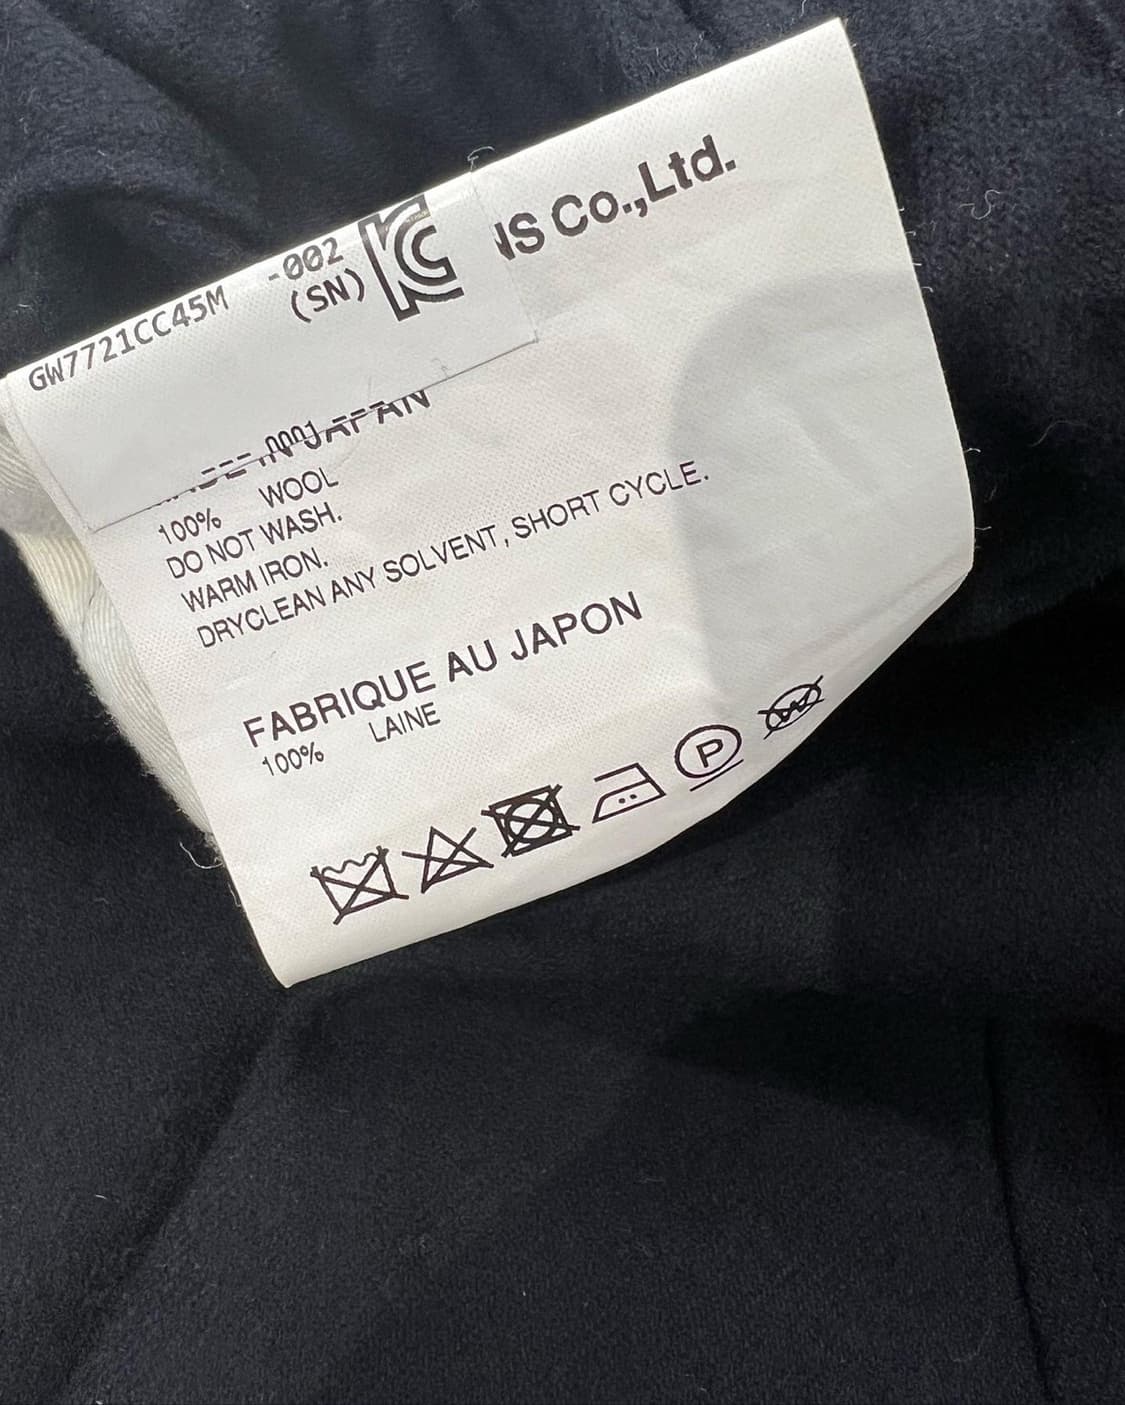 GW7721CC45M -002
(SN)
Co.,Ltd.
0001
100% WOOL
DO NOT WASH.
WARM IRON.
DRYCLEAN ANY SOLVENT, SHORT CYCLE.
FABRIQUE AU JAPON
100% LAINE
P
W